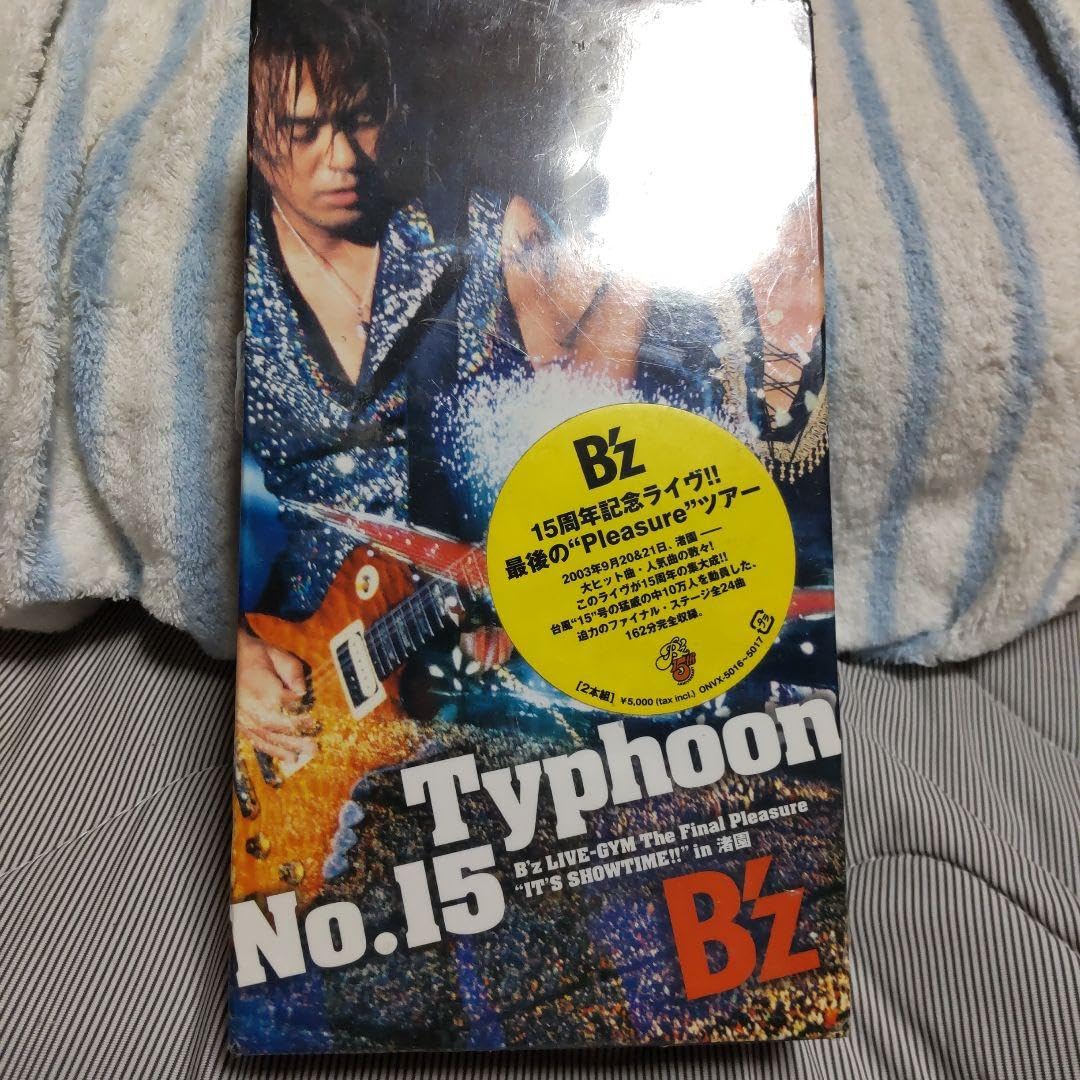 B'z
15周年記念ライヴ!!
最後の“Pleasure”ツアー
2003年9月20&21日、渚園 ―
大ヒット曲・人気曲の数々!
このライヴが15周年の集大成!!
台風“15”号の猛威の中10万人を動員した、
迫力のファイナル・ステージ全24曲
162分完全収録。
B'z 15th
[2本組] ¥5,000 (tax incl.) ONVX-5016~5017 プラ
Typhoon
No.15
B'z LIVE-GYM The Final Pleasure
“IT'S SHOWTIME!!” in 渚園
B'z